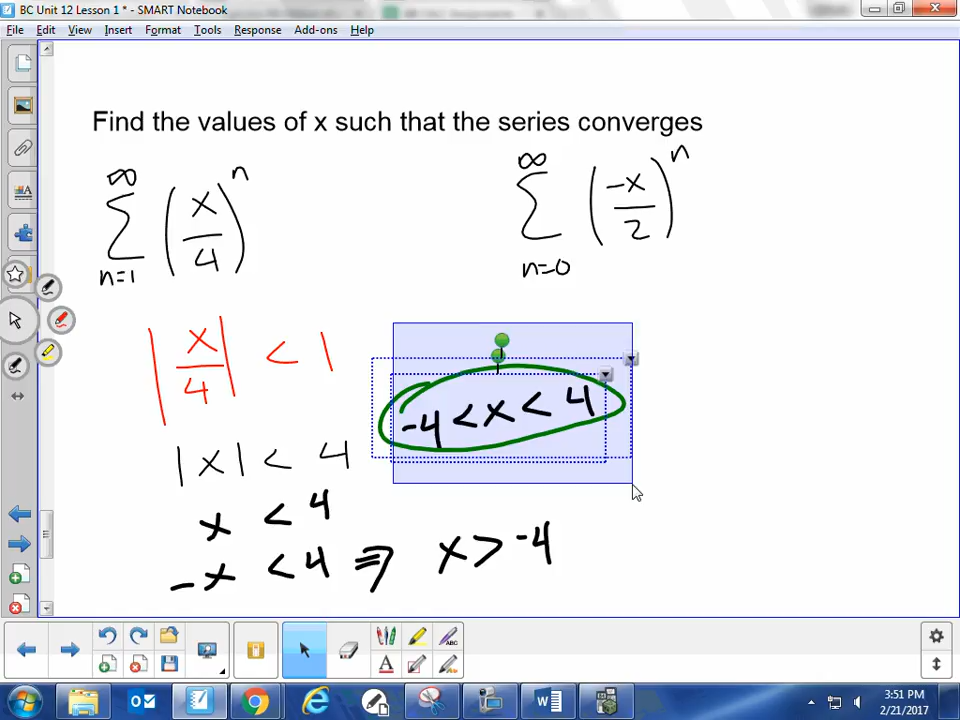 BC Unit 12 Lesson 1 * - SMART Notebook
File Edit View Insert Format Tools Response Help
Find the values of x such that the series converges
∞ Σ n=1 (x/4)^n
∞ Σ n=0 (-x/2)^n
|x/4| < 1
-4 < x < 4
|x| < 4
x < 4
-x < 4 ⇒ x > -4
A
ABC
3:51 PM
2/21/2017